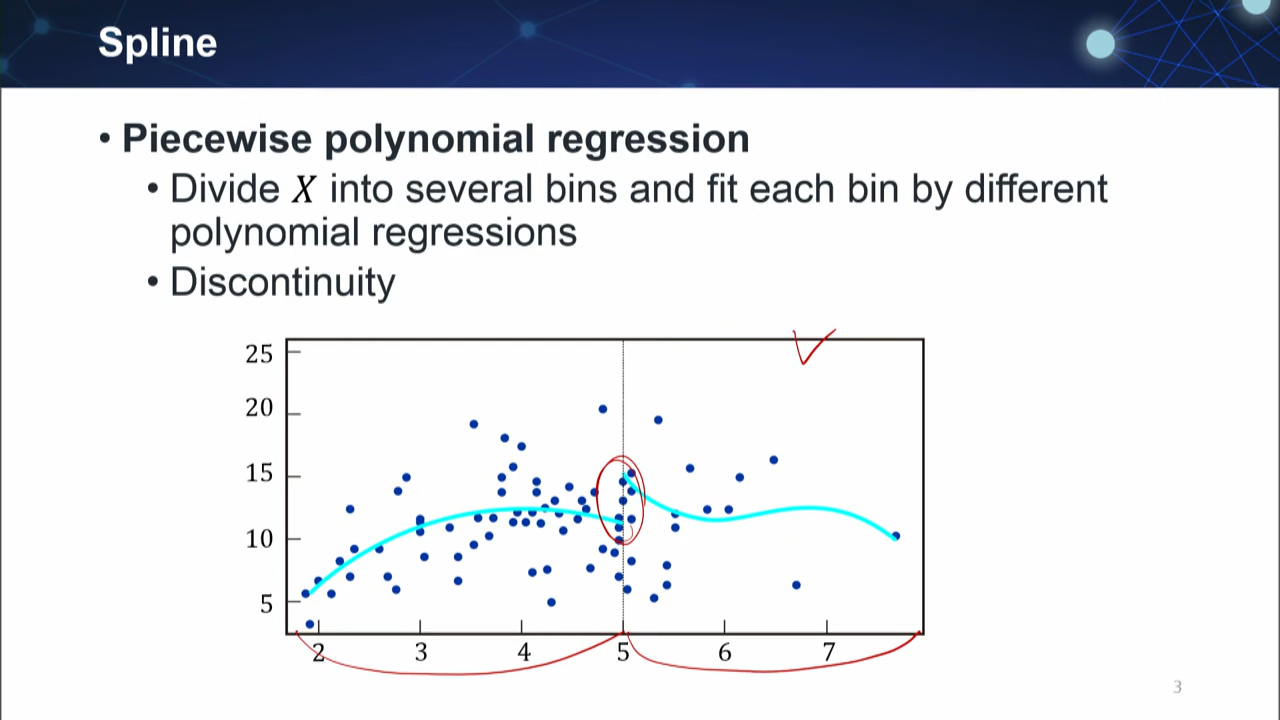 Spline
• Piecewise polynomial regression
• Divide X into several bins and fit each bin by different
polynomial regressions
• Discontinuity
25
20
15
10
5
2 3 4 5 6 7
3